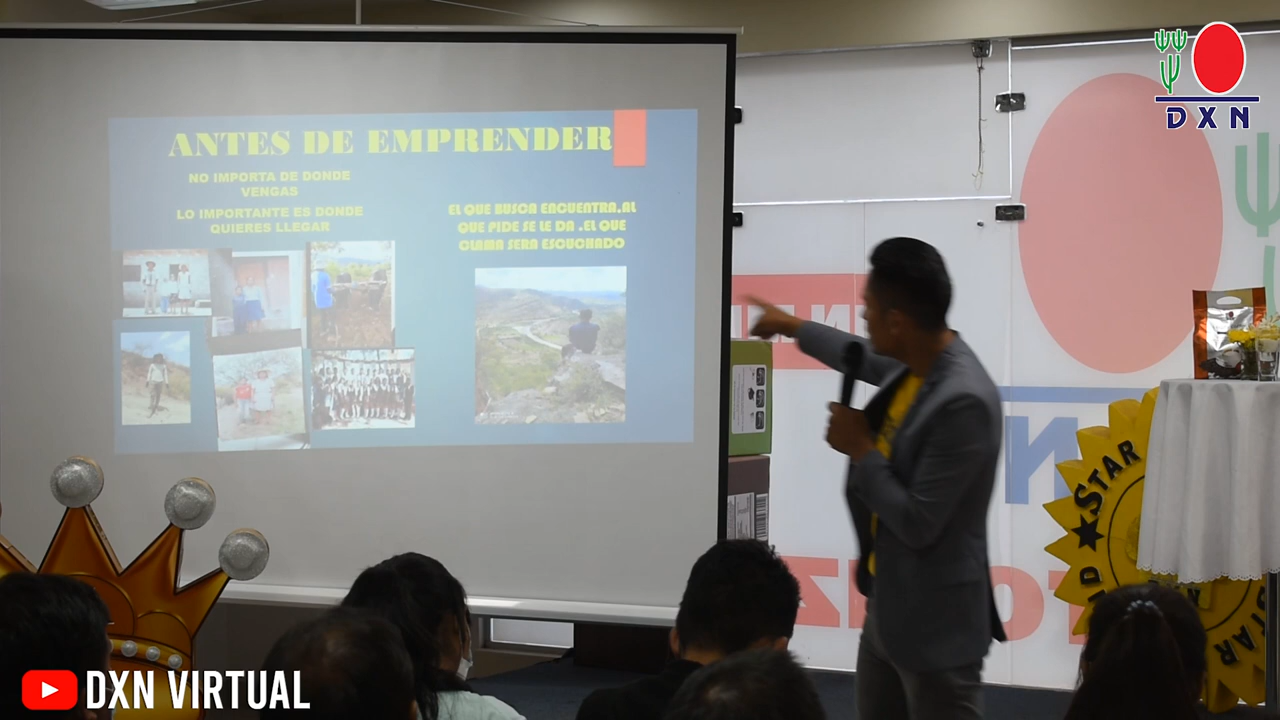 ANTES DE EMPRENDER
NO IMPORTA DE DONDE
VENGAS
LO IMPORTANTE ES DONDE
QUIERES LLEGAR
EL QUE BUSCA ENCUENTRA.AL
QUE PIDE SE LE DA .EL QUE
CLAMA SERA ESCUCHADO
DXN
STAR
STAR
DXN VIRTUAL